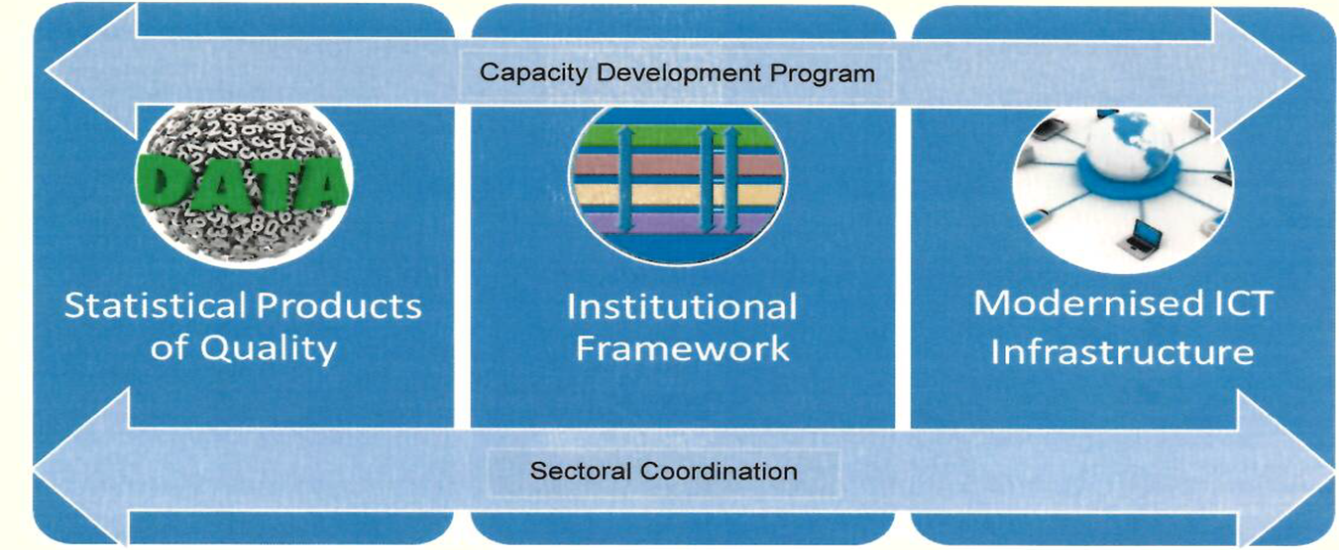 Capacity Development Program
DATA
Statistical Products
of Quality
Institutional
Framework
Modernised ICT
Infrastructure
Sectoral Coordination